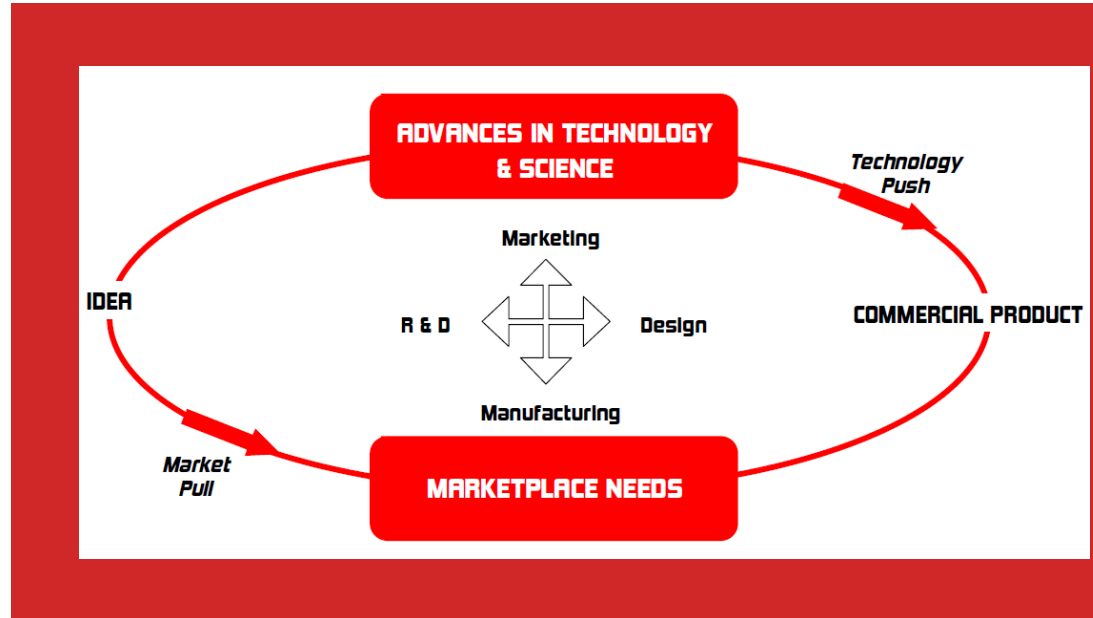 ADVANCES IN TECHNOLOGY
& SCIENCE
Technology
Push
Marketing
IDEA
R & D
Design
COMMERCIAL PRODUCT
Manufacturing
Market
Pull
MARKETPLACE NEEDS